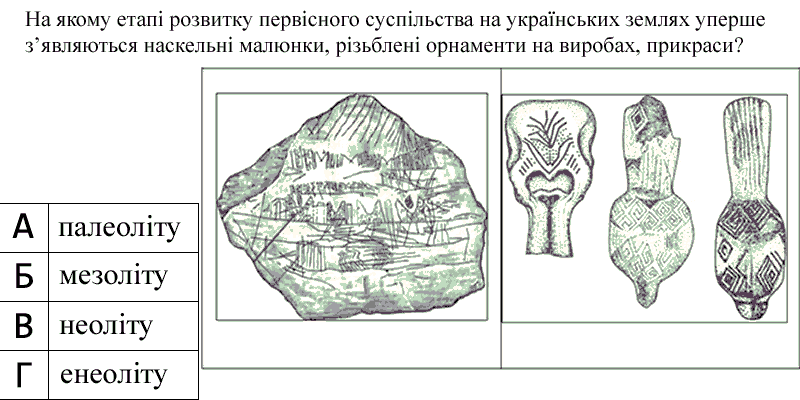 На якому етапі розвитку первісного суспільства на українських землях уперше
з’являються наскельні малюнки, різьблені орнаменти на виробах, прикраси?
А палеоліту
Б мезоліту
В неоліту
Г енеоліту